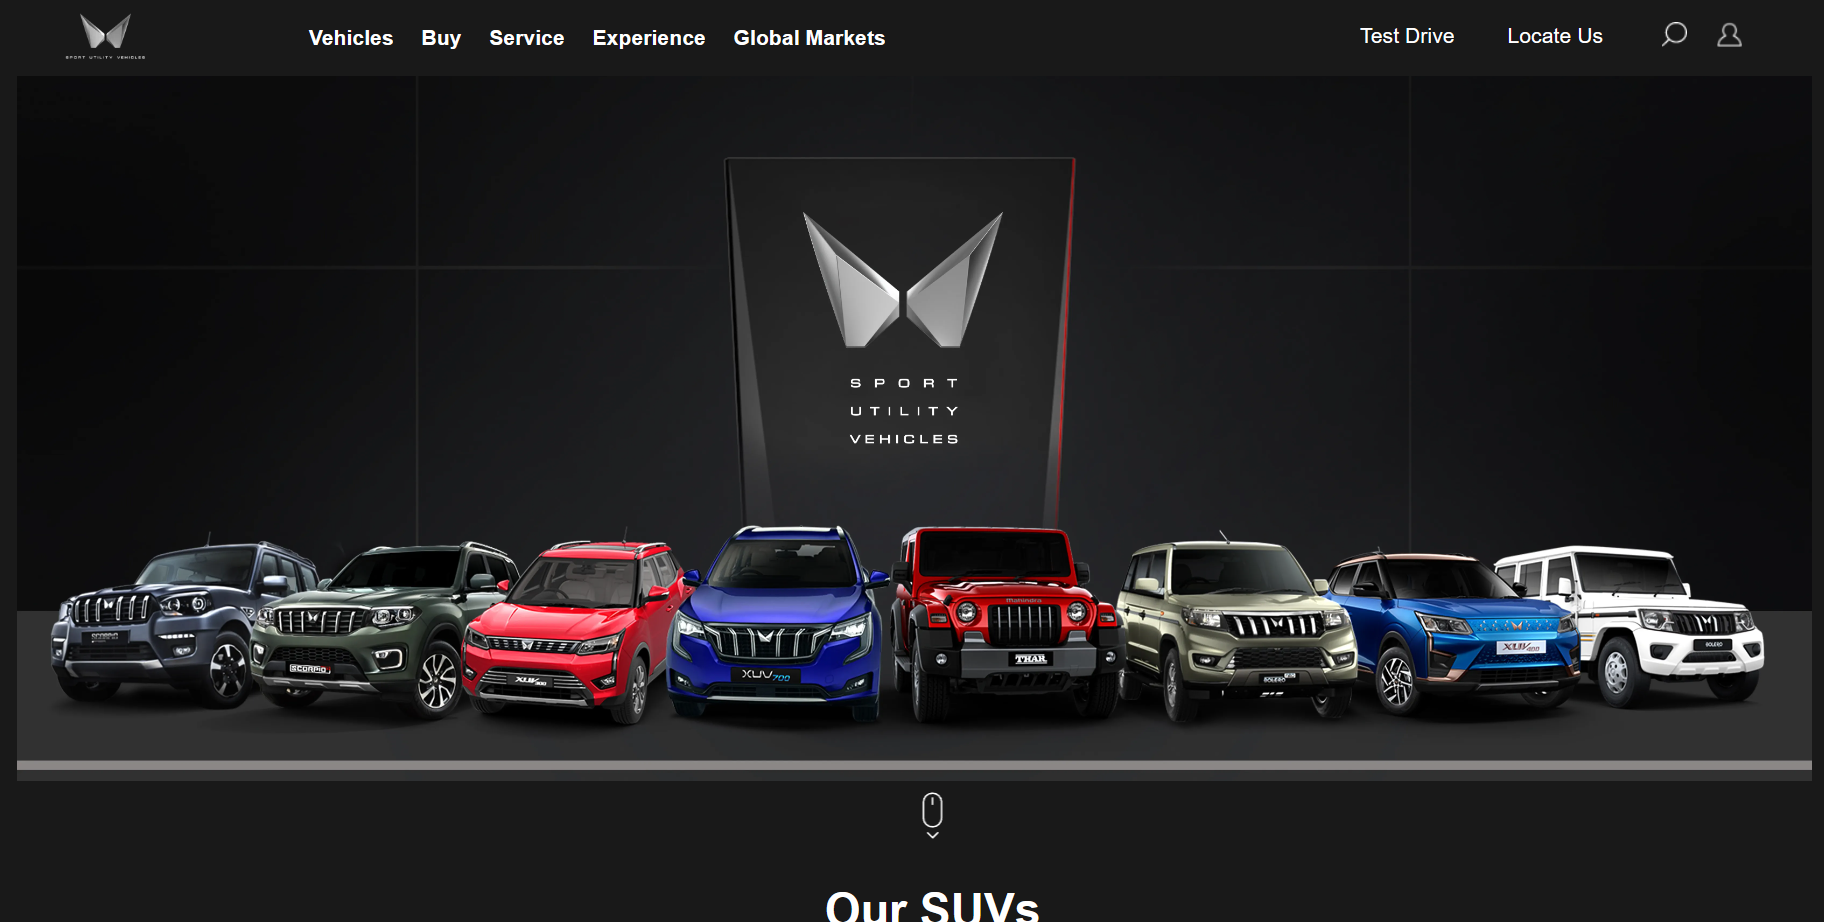 SPORT UTILITY VEHICLES
Vehicles Buy Service Experience Global Markets
Test Drive Locate Us
SPORT
UTILITY
VEHICLES
mahindra
SCORPIO
SCORPIO
XUV300
XUV700
THAR
BOLERO
XUV400
BOLERO
Our SUVs